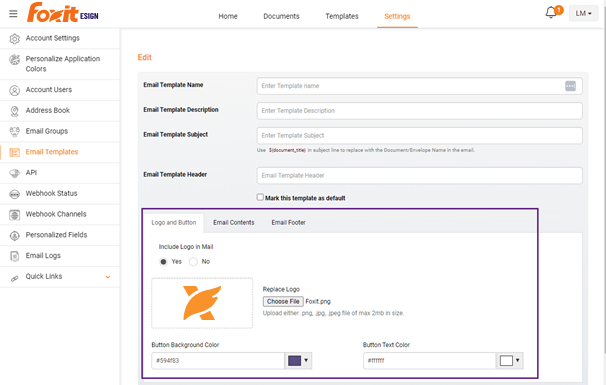 foxit ESIGN
Home Documents Templates Settings 1 LM
Account Settings
Personalize Application
Colors
Account Users
Address Book
Email Groups
Email Templates
API
Webhook Status
Webhook Channels
Personalized Fields
Email Logs
Quick Links
Edit
Email Template Name Enter Template name
Email Template Description Enter Template Description
Email Template Subject Enter Template Subject
Use ${document_title} in subject line to replace with the Document/Envelope Name in the email.
Email Template Header Email Template Header
Mark this template as default
Logo and Button Email Contents Email Footer
Include Logo in Mail
Yes No
Replace Logo
Choose File Foxit.png
Upload either .png, .jpg, .jpeg file of max 2mb in size.
Button Background Color Button Text Color
#594f83 #ffffff